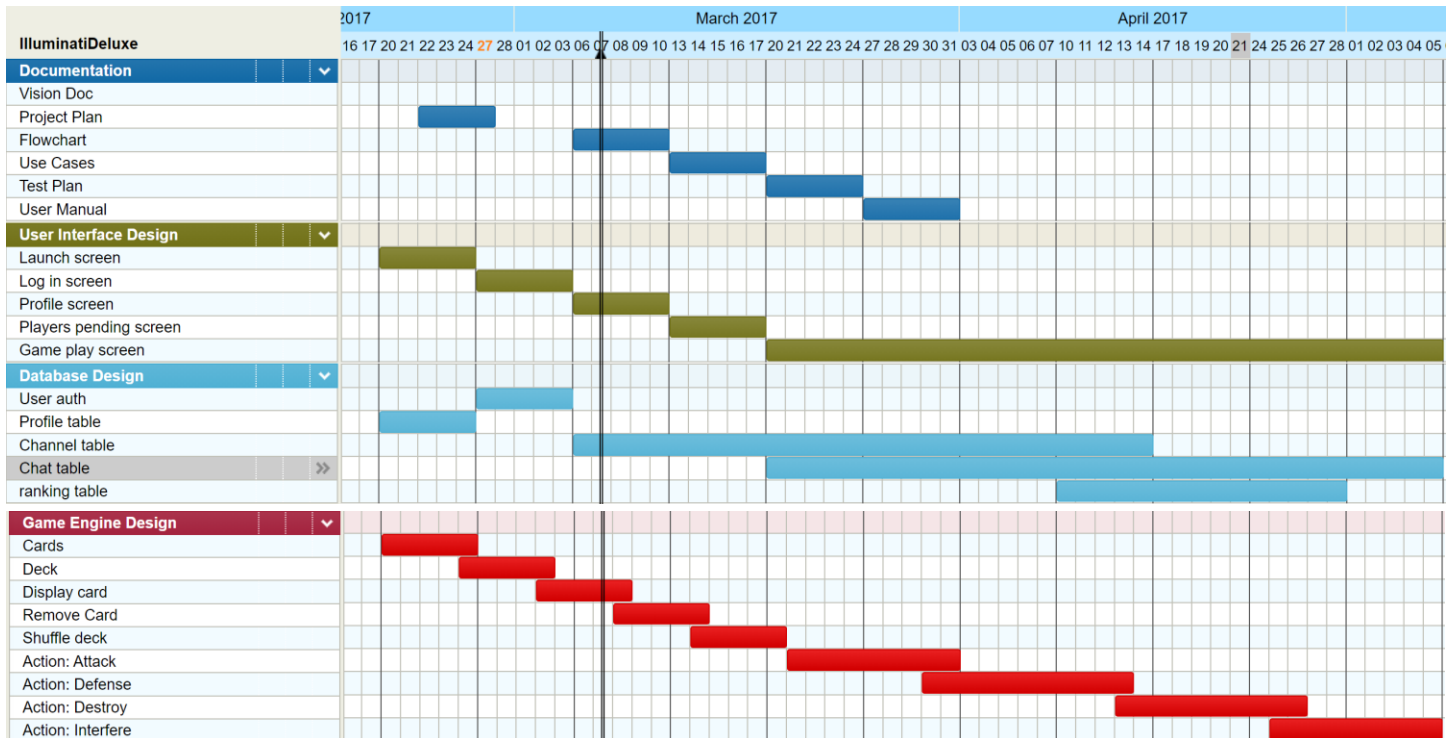 2017 March 2017 April 2017
IlluminatiDeluxe 16 17 20 21 22 23 24 27 28 01 02 03 06 07 08 09 10 13 14 15 16 17 20 21 22 23 24 27 28 29 30 31 03 04 05 06 07 10 11 12 13 14 17 18 19 20 21 24 25 26 27 28 01 02 03 04 05
Documentation
Vision Doc
Project Plan
Flowchart
Use Cases
Test Plan
User Manual
User Interface Design
Launch screen
Log in screen
Profile screen
Players pending screen
Game play screen
Database Design
User auth
Profile table
Channel table
Chat table
ranking table
Game Engine Design
Cards
Deck
Display card
Remove Card
Shuffle deck
Action: Attack
Action: Defense
Action: Destroy
Action: Interfere